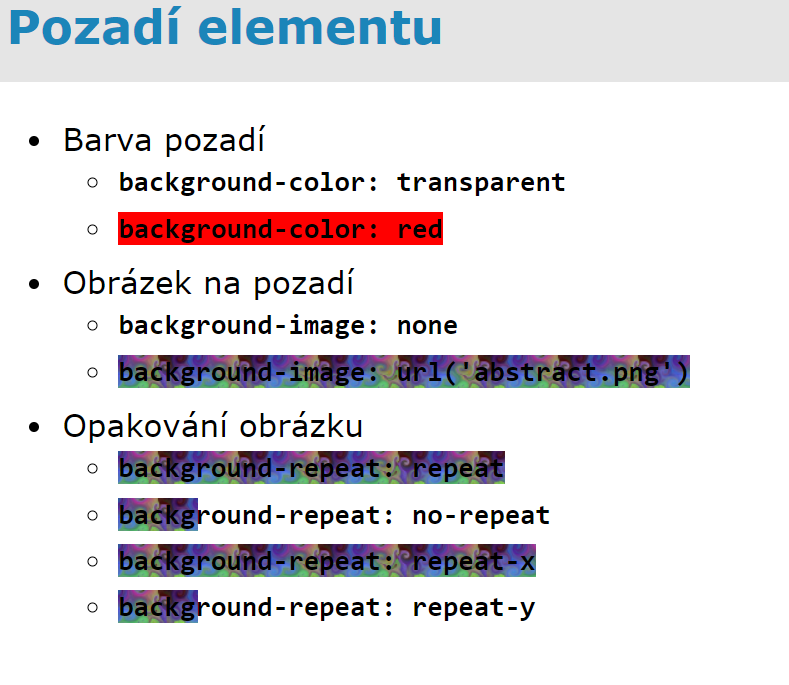 Pozadí elementu
Barva pozadí
background-color: transparent
background-color: red
Obrázek na pozadí
background-image: none
background-image: url('abstract.png')
Opakování obrázku
background-repeat: repeat
background-repeat: no-repeat
background-repeat: repeat-x
background-repeat: repeat-y